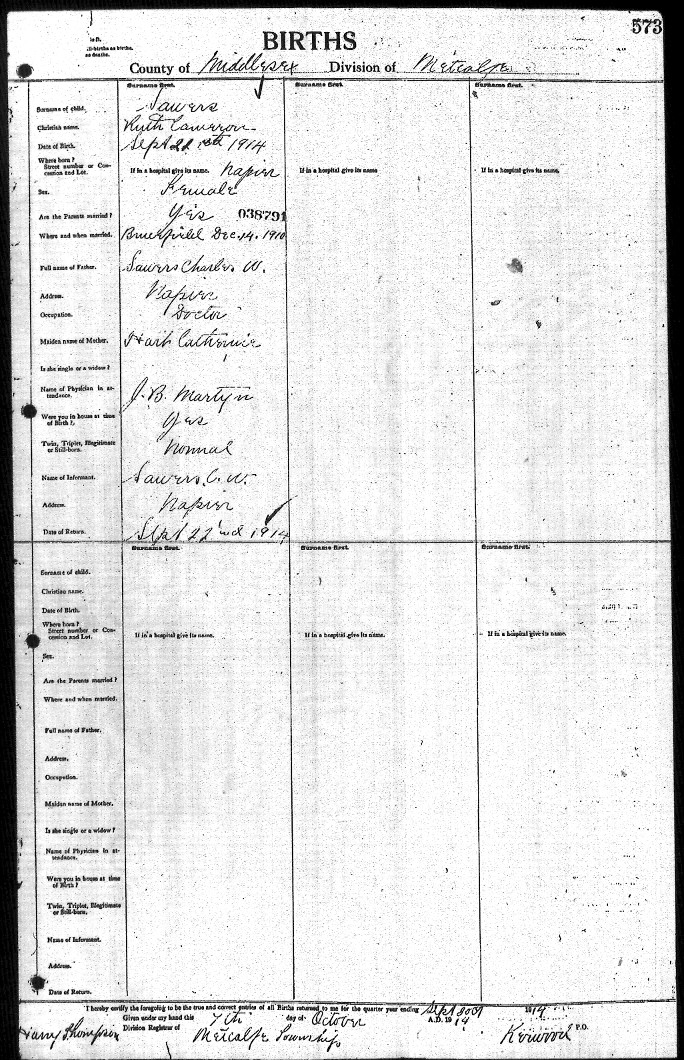 573
is ft.
ill-births as births.
as deaths.
BIRTHS
County of Middlesex Division of Metcalfe
Surname first. Surname first. Surname first.
Surname of child. Sawers
Christian name. Ruth Cameron
Date of Birth. Sept 1914
Where born? Street number or Concession and Lot. If in a hospital give its name. Napier If in a hospital give its name If in a hospital give its name.
Sex. Female
Are the Parents married? Yes 038791
Where and when married. Brucefield Dec. 14. 1910
Full name of Father. Sawers Charles W.
Address. Napier
Occupation. Doctor
Maiden name of Mother. Catherine
Is she single or a widow?
Name of Physician in attendance. J. B. Martyn
Were you in house at time of Birth? Yes
Twin, Triplet, Illegitimate or Still-born. Normal
Name of Informant. Sawers, C. W.
Address. Napier
Date of Return. Sept 22nd 1914
Surname first. Surname first. Surname first.
Surname of child.
Christian name.
Date of Birth.
Where born?
Street number or Concession and Lot. If in a hospital give its name. If in a hospital give its name. If in a hospital give its name.
Sex.
Are the Parents married?
Where and when married.
Full name of Father.
Address.
Occupation.
Maiden name of Mother.
Is she single or a widow?
Name of Physician in attendance.
Were you in house at time of Birth?
Twin, Triplet, Illegitimate or Still-born.
Name of Informant.
Address.
Date of Return.
I hereby certify the foregoing to be the true and correct entries of all Births returned to me for the quarter year ending Sept 30th 1914
Given under my hand this 7th day of October A.D. 1914
Harry Thompson Division Registrar of Metcalfe Township Kerwood P.O.